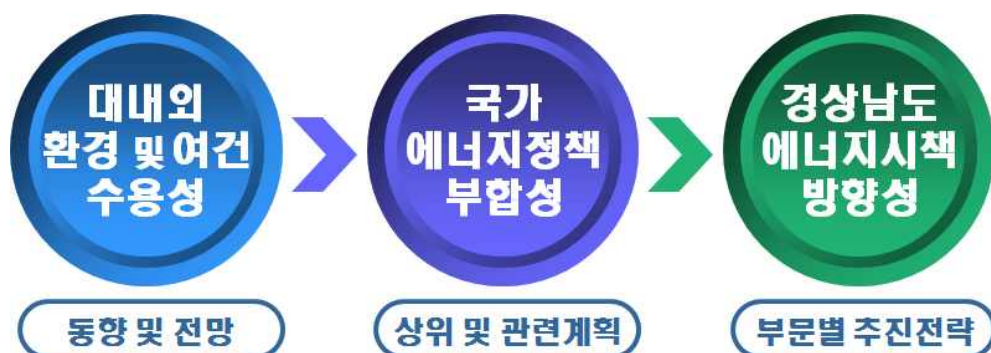 대내외
환경 및 여건
수용성
국가
에너지정책
부합성
경상남도
에너지시책
방향성
동향 및 전망
상위 및 관련계획
부문별 추진전략